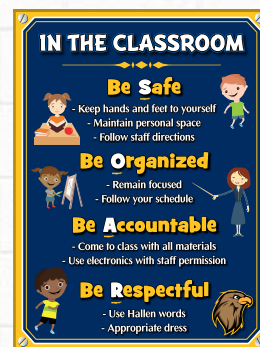 IN THE CLASSROOM
Be Safe
- Keep hands and feet to yourself
- Maintain personal space
- Follow staff directions
Be Organized
- Remain focused
- Follow your schedule
Be Accountable
- Come to class with all materials
- Use electronics with staff permission
Be Respectful
- Use Hallen words
- Appropriate dress